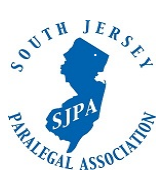 SOUTH JERSEY
SJPA
PARALEGAL ASSOCIATION